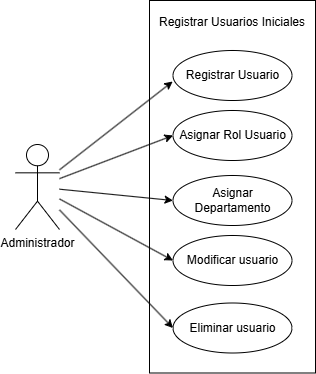 Registrar Usuarios Iniciales
Registrar Usuario
Asignar Rol Usuario
Asignar
Departamento
Administrador
Modificar usuario
Eliminar usuario